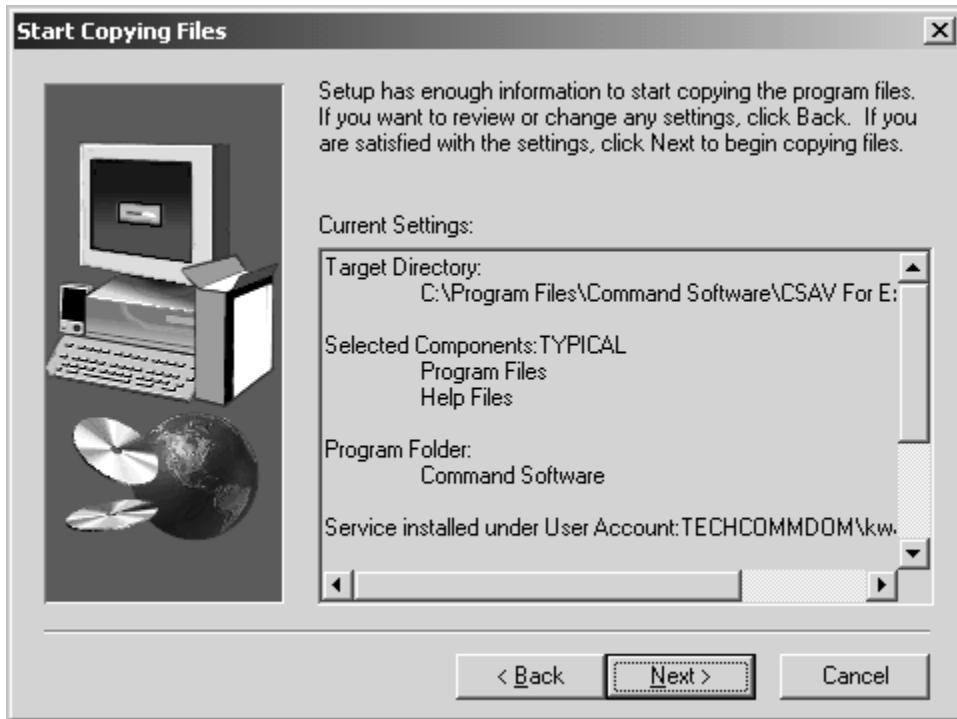 Start Copying Files
Setup has enough information to start copying the program files.
If you want to review or change any settings, click Back.  If you
are satisfied with the settings, click Next to begin copying files.
Current Settings:
Target Directory:
C:\Program Files\Command Software\CSAV For E:
Selected Components:TYPICAL
Program Files
Help Files
Program Folder:
Command Software
Service installed under User Account:TECHCOMMDOM\kw
< Back
Next >
Cancel